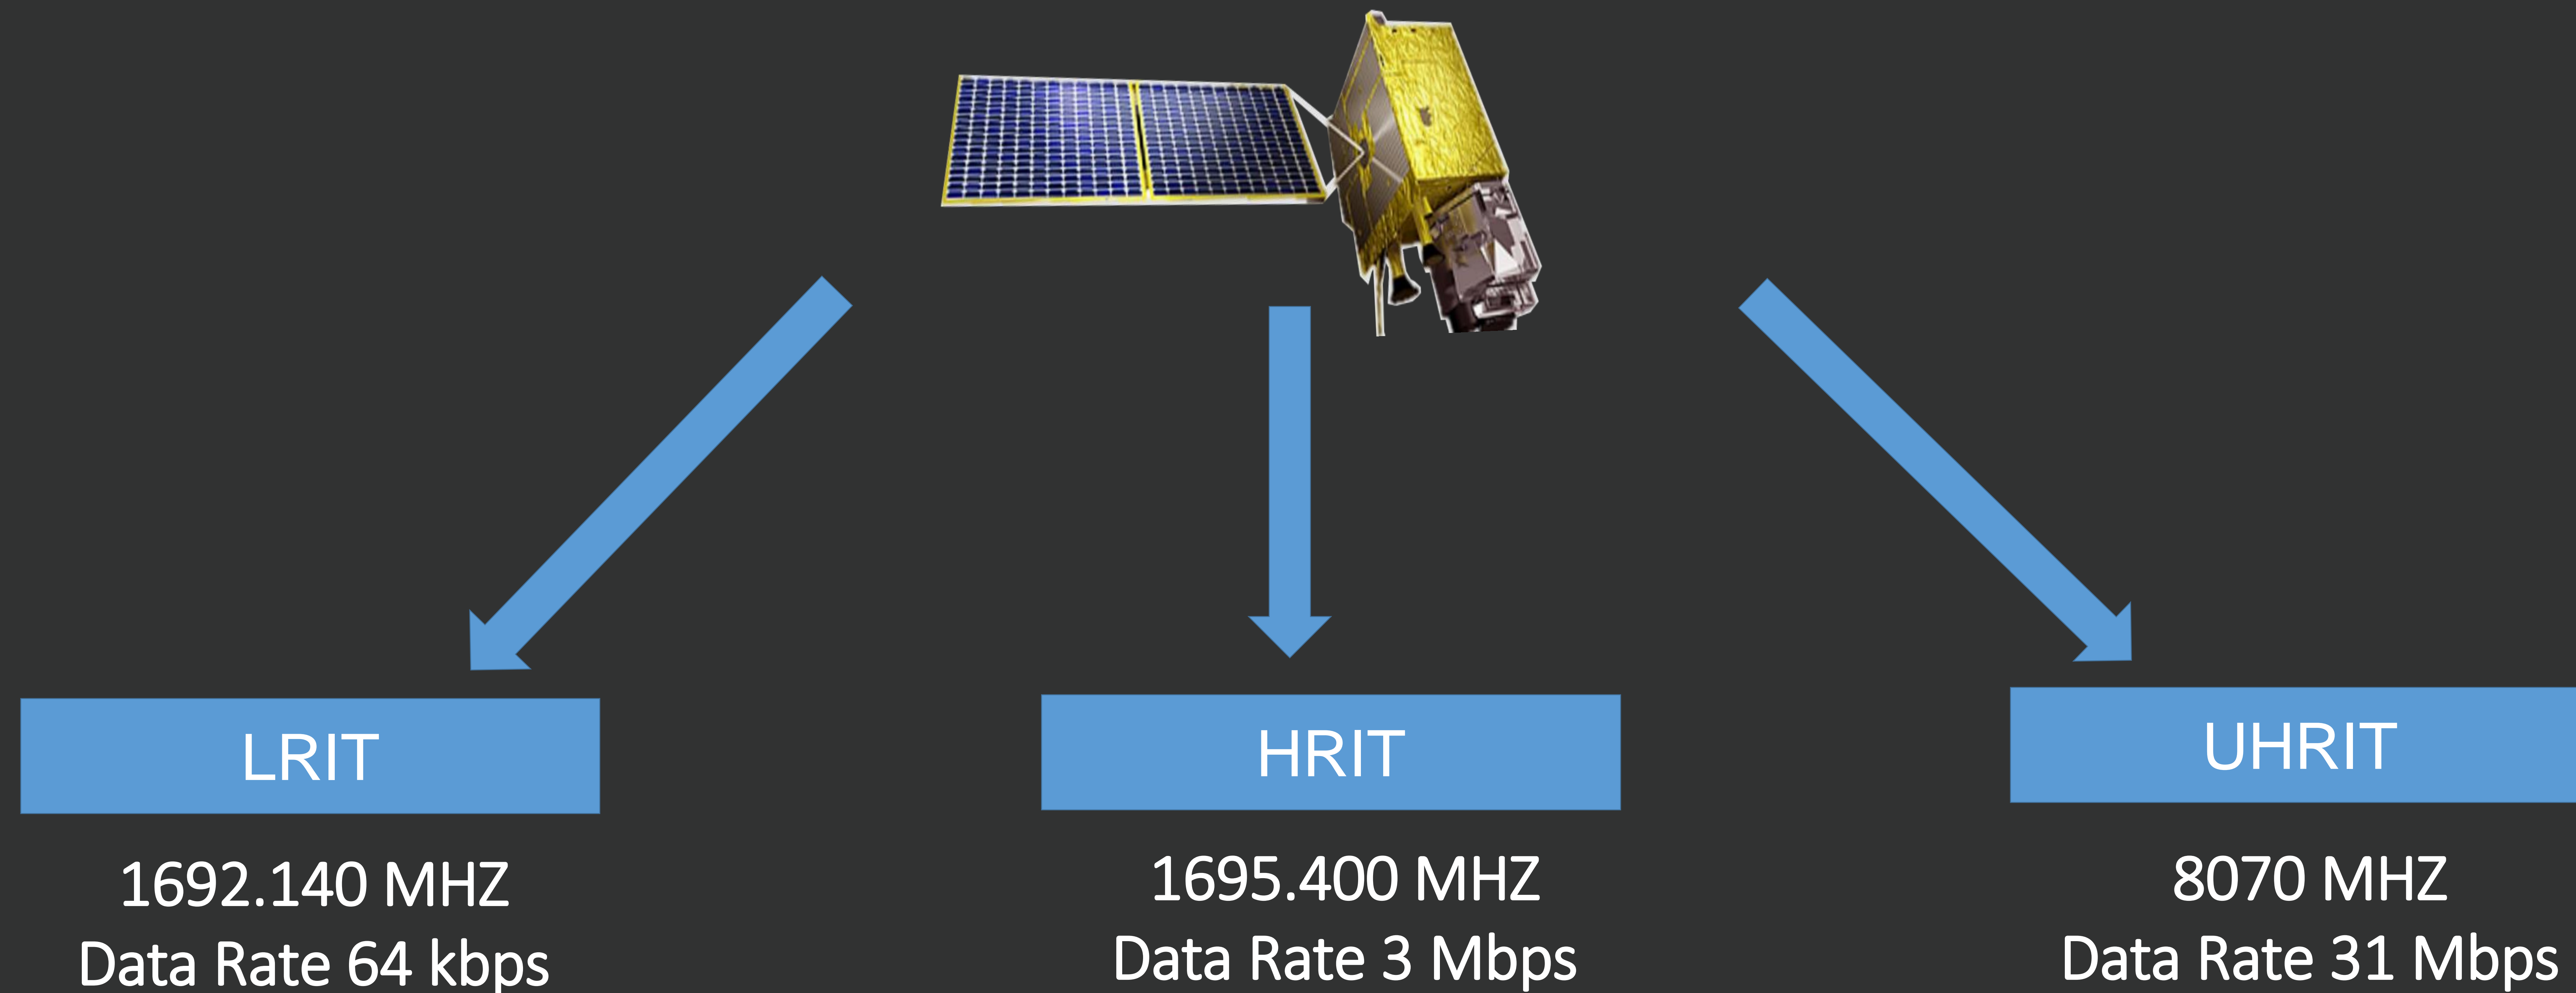 LRIT
1692.140 MHZ
Data Rate 64 kbps
HRIT
1695.400 MHZ
Data Rate 3 Mbps
UHRIT
8070 MHZ
Data Rate 31 Mbps